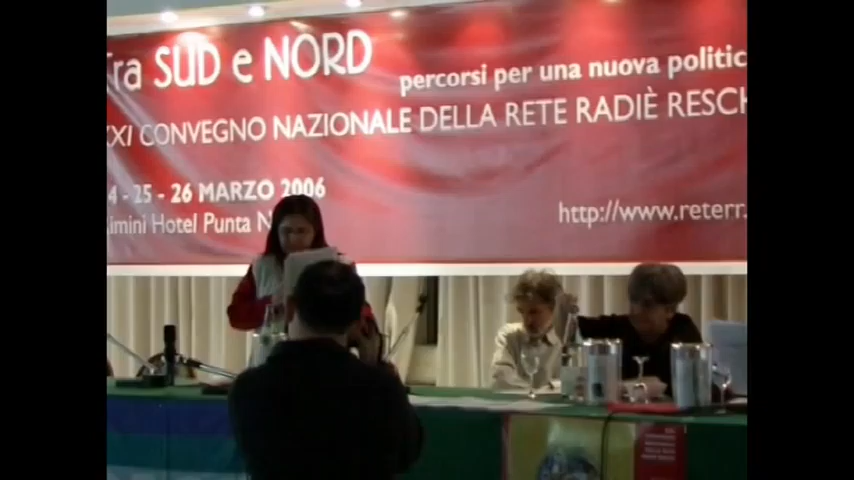 tra SUD e NORD
percorsi per una nuova politic
XXI CONVEGNO NAZIONALE DELLA RETE RADIÈ RESCH
4 - 25 - 26 MARZO 2006
Rimini Hotel Punta N
http://www.reterr.